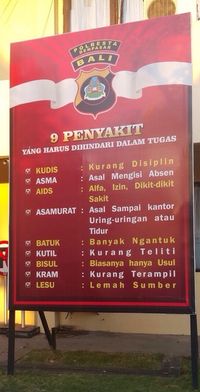 POLRESTA
DENPASAR
BALI
9 PENYAKIT
YANG HARUS DIHINDARI DALAM TUGAS
KUDIS : Kurang Disiplin
ASMA : Asal Mengisi Absen
AIDS : Alfa, Izin, Dikit-dikit
Sakit
ASAMURAT : Asal Sampai kantor
Uring-uringan atau
Tidur
BATUK : Banyak Ngantuk
KUTIL : Kurang Teliti
BISUL : Biasanya hanya Usul
KRAM : Kurang Terampil
LESU : Lemah Sumber